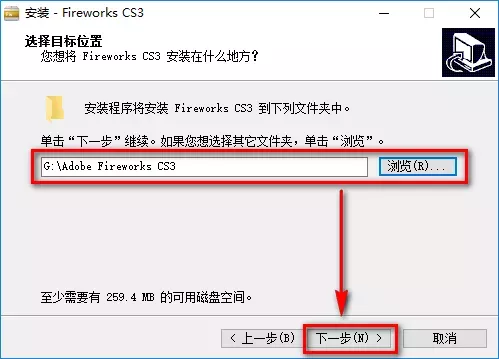 安装 - Fireworks CS3
选择目标位置
您想将 Fireworks CS3 安装在什么地方?
安装程序将安装 Fireworks CS3 到下列文件夹中。
单击“下一步”继续。如果您想选择其它文件夹，单击“浏览”。
G:\Adobe Fireworks CS3
浏览(R)...
至少需要有 259.4 MB 的可用磁盘空间。
< 上一步(B)
下一步(N) >
取消